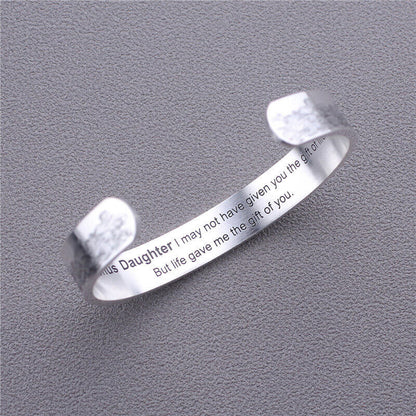 Daughter I may not have given you the gift of
But life gave me the gift of you.